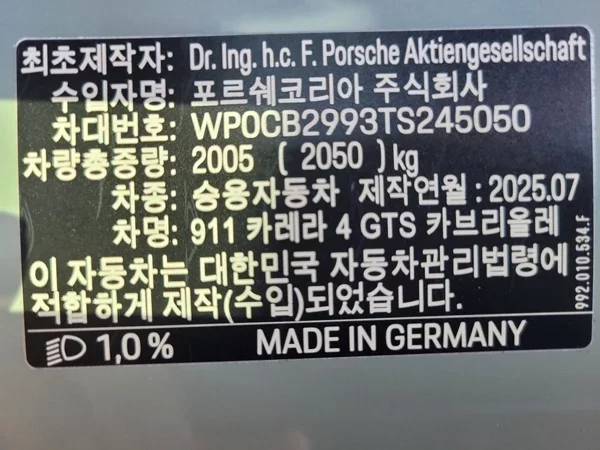 최초제작자: Dr. Ing. h.c. F. Porsche Aktiengesellschaft
수입자명: 포르쉐코리아 주식회사
차대번호: WP0CB2993TS245050
차량총중량: 2005 ( 2050 ) kg
차종: 승용자동차 제작연월 : 2025.07
차명: 911 카레라 4 GTS 카브리올레
이 자동차는 대한민국 자동차관리법령에
적합하게 제작(수입)되었습니다.
1,0 % MADE IN GERMANY
992.010.534.F